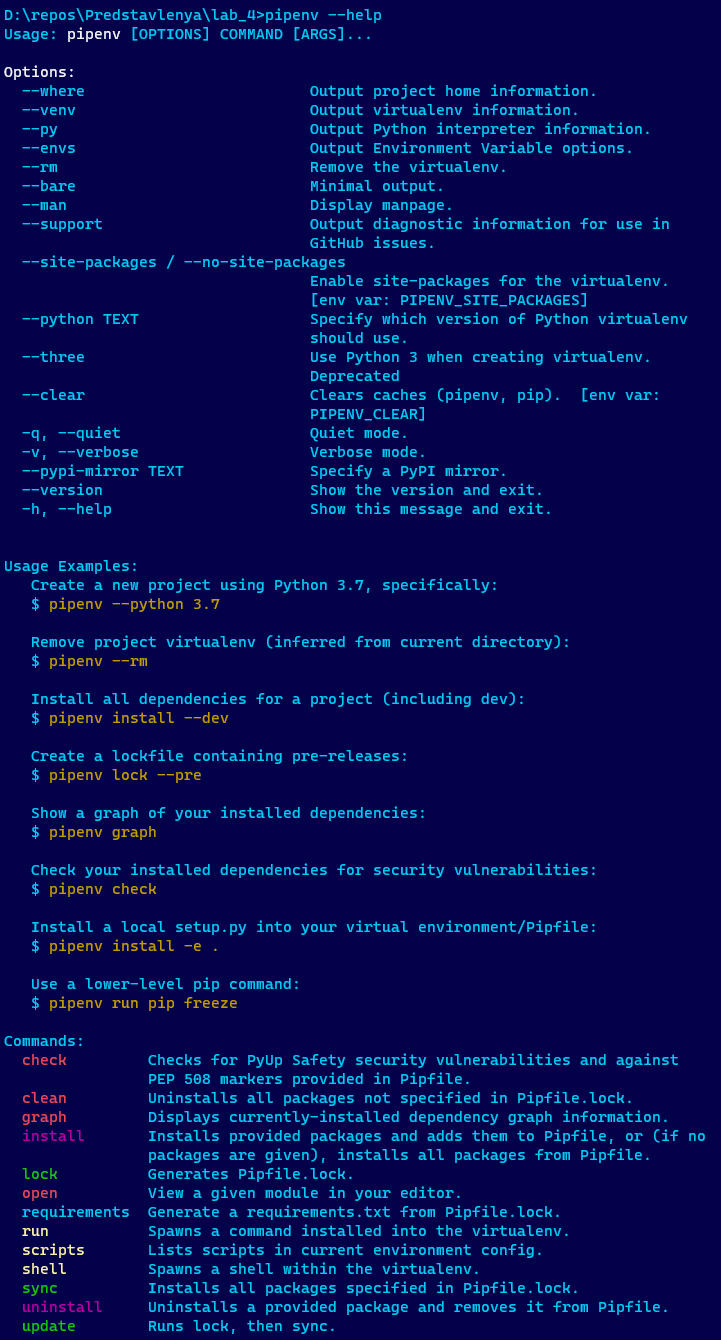 D:\repos\Predstavlenya\lab_4>pipenv --help
Usage: pipenv [OPTIONS] COMMAND [ARGS]...
Options:
--where Output project home information.
--venv Output virtualenv information.
--py Output Python interpreter information.
--envs Output Environment Variable options.
--rm Remove the virtualenv.
--bare Minimal output.
--man Display manpage.
--support Output diagnostic information for use in
GitHub issues.
--site-packages / --no-site-packages
Enable site-packages for the virtualenv.
[env var: PIPENV_SITE_PACKAGES]
--python TEXT Specify which version of Python virtualenv
should use.
--three Use Python 3 when creating virtualenv.
Deprecated
--clear Clears caches (pipenv, pip).  [env var:
PIPENV_CLEAR]
-q, --quiet Quiet mode.
-v, --verbose Verbose mode.
--pypi-mirror TEXT Specify a PyPI mirror.
--version Show the version and exit.
-h, --help Show this message and exit.
Usage Examples:
Create a new project using Python 3.7, specifically:
$ pipenv --python 3.7
Remove project virtualenv (inferred from current directory):
$ pipenv --rm
Install all dependencies for a project (including dev):
$ pipenv install --dev
Create a lockfile containing pre-releases:
$ pipenv lock --pre
Show a graph of your installed dependencies:
$ pipenv graph
Check your installed dependencies for security vulnerabilities:
$ pipenv check
Install a local setup.py into your virtual environment/Pipfile:
$ pipenv install -e .
Use a lower-level pip command:
$ pipenv run pip freeze
Commands:
check Checks for PyUp Safety security vulnerabilities and against
PEP 508 markers provided in Pipfile.
clean Uninstalls all packages not specified in Pipfile.lock.
graph Displays currently-installed dependency graph information.
install Installs provided packages and adds them to Pipfile, or (if no
packages are given), installs all packages from Pipfile.
lock Generates Pipfile.lock.
open View a given module in your editor.
requirements Generate a requirements.txt from Pipfile.lock.
run Spawns a command installed into the virtualenv.
scripts Lists scripts in current environment config.
shell Spawns a shell within the virtualenv.
sync Installs all packages specified in Pipfile.lock.
uninstall Uninstalls a provided package and removes it from Pipfile.
update Runs lock, then sync.